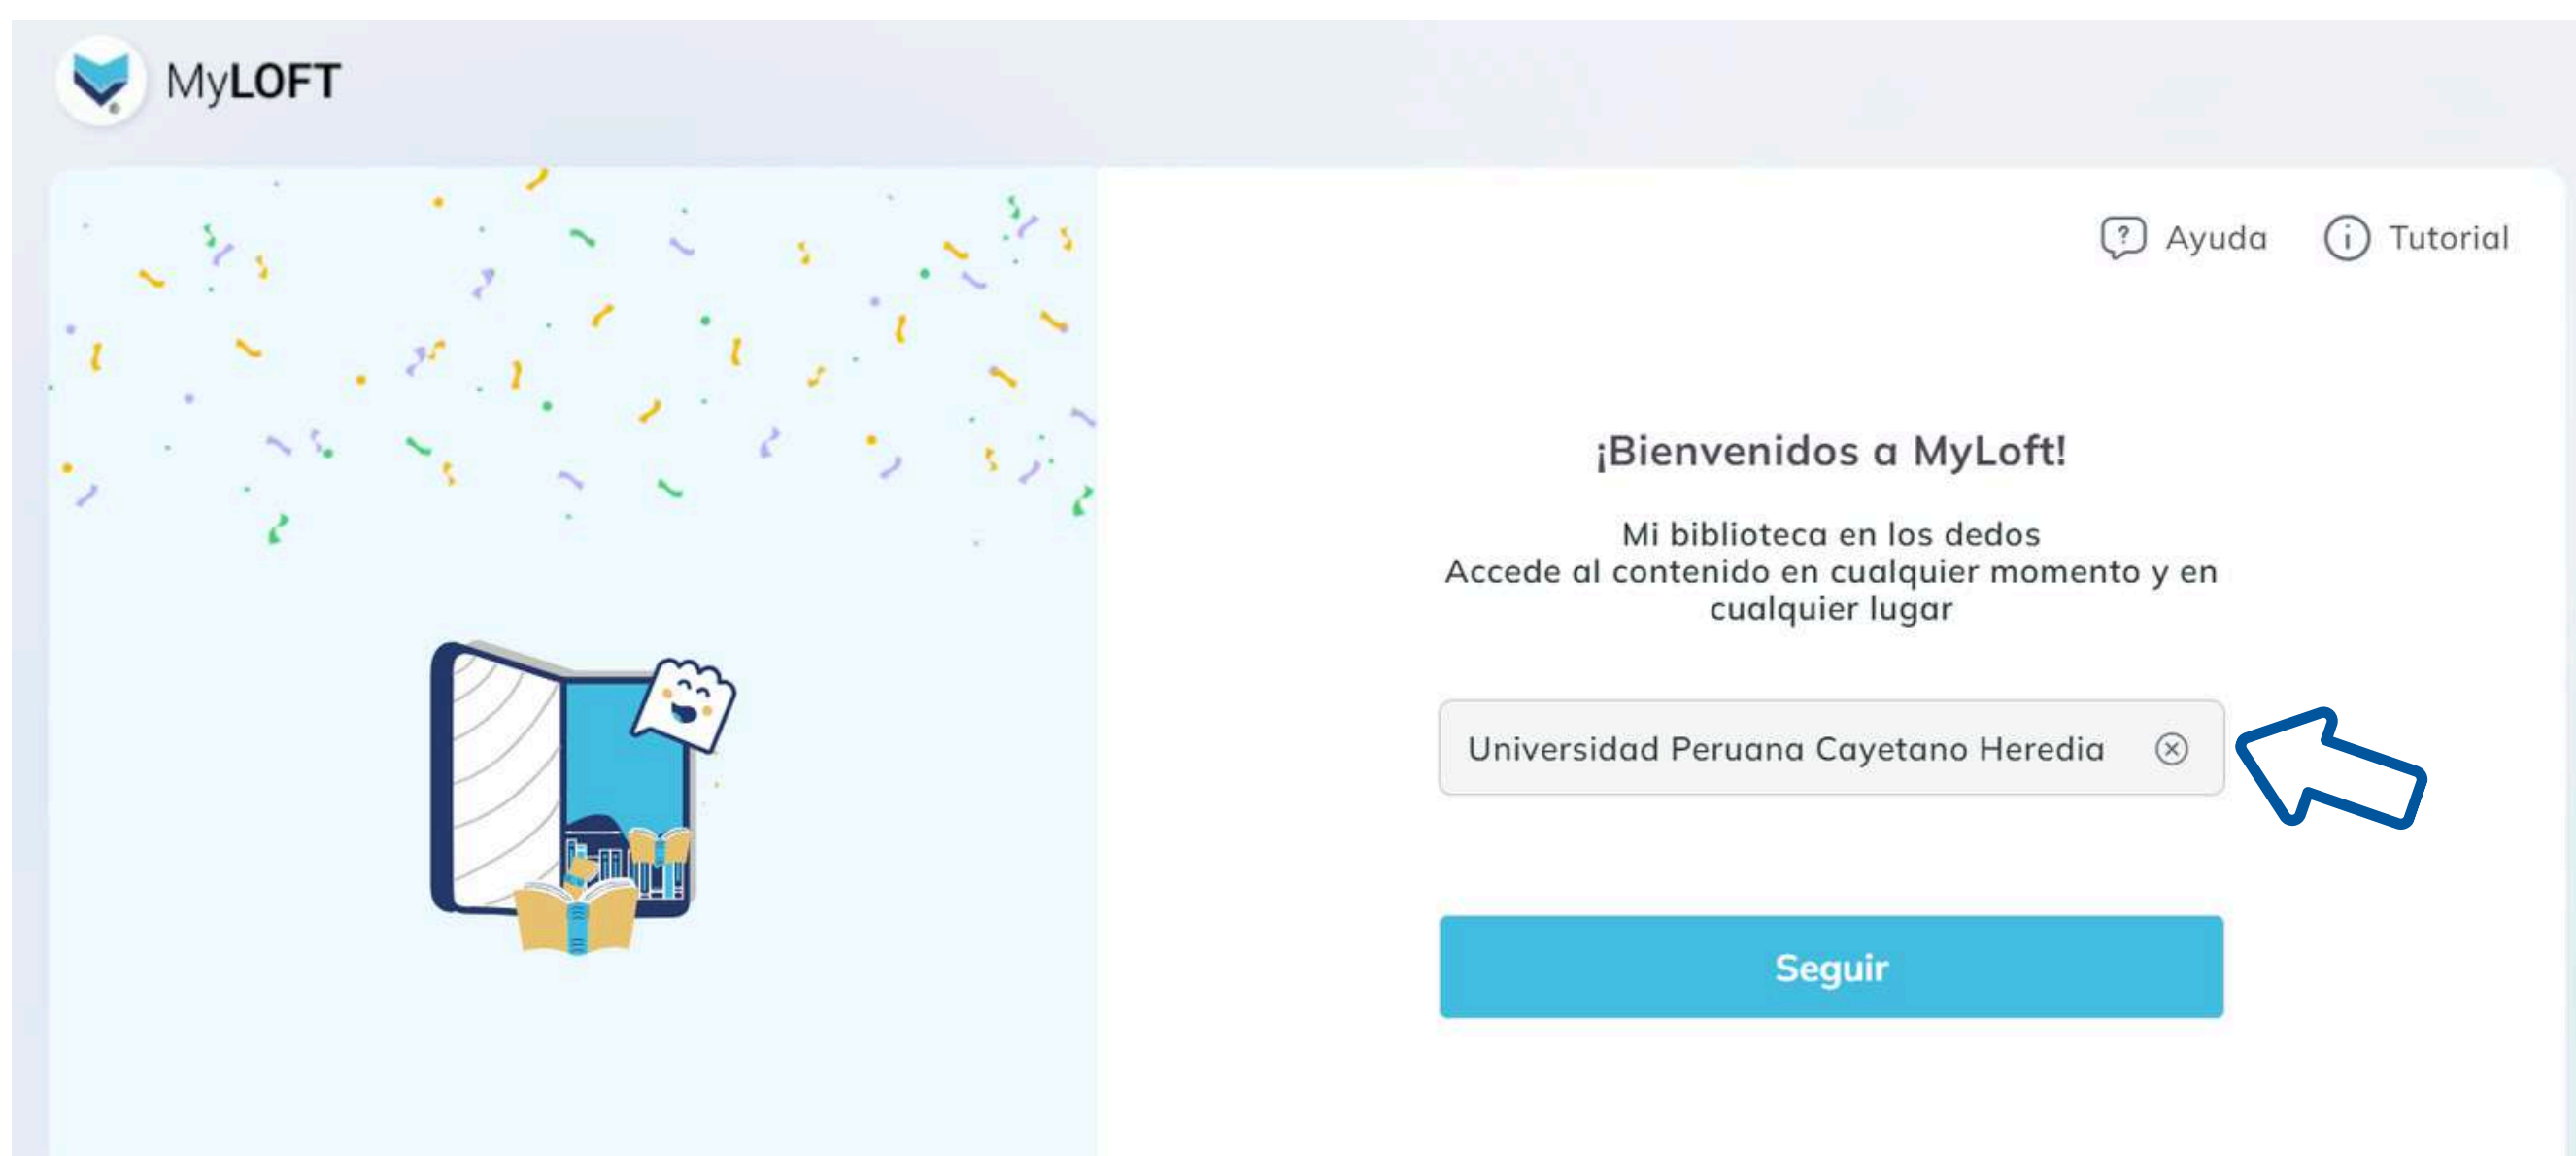 MyLOFT
Ayuda
Tutorial
¡Bienvenidos a MyLoft!
Mi biblioteca en los dedos
Accede al contenido en cualquier momento y en
cualquier lugar
Universidad Peruana Cayetano Heredia
Seguir